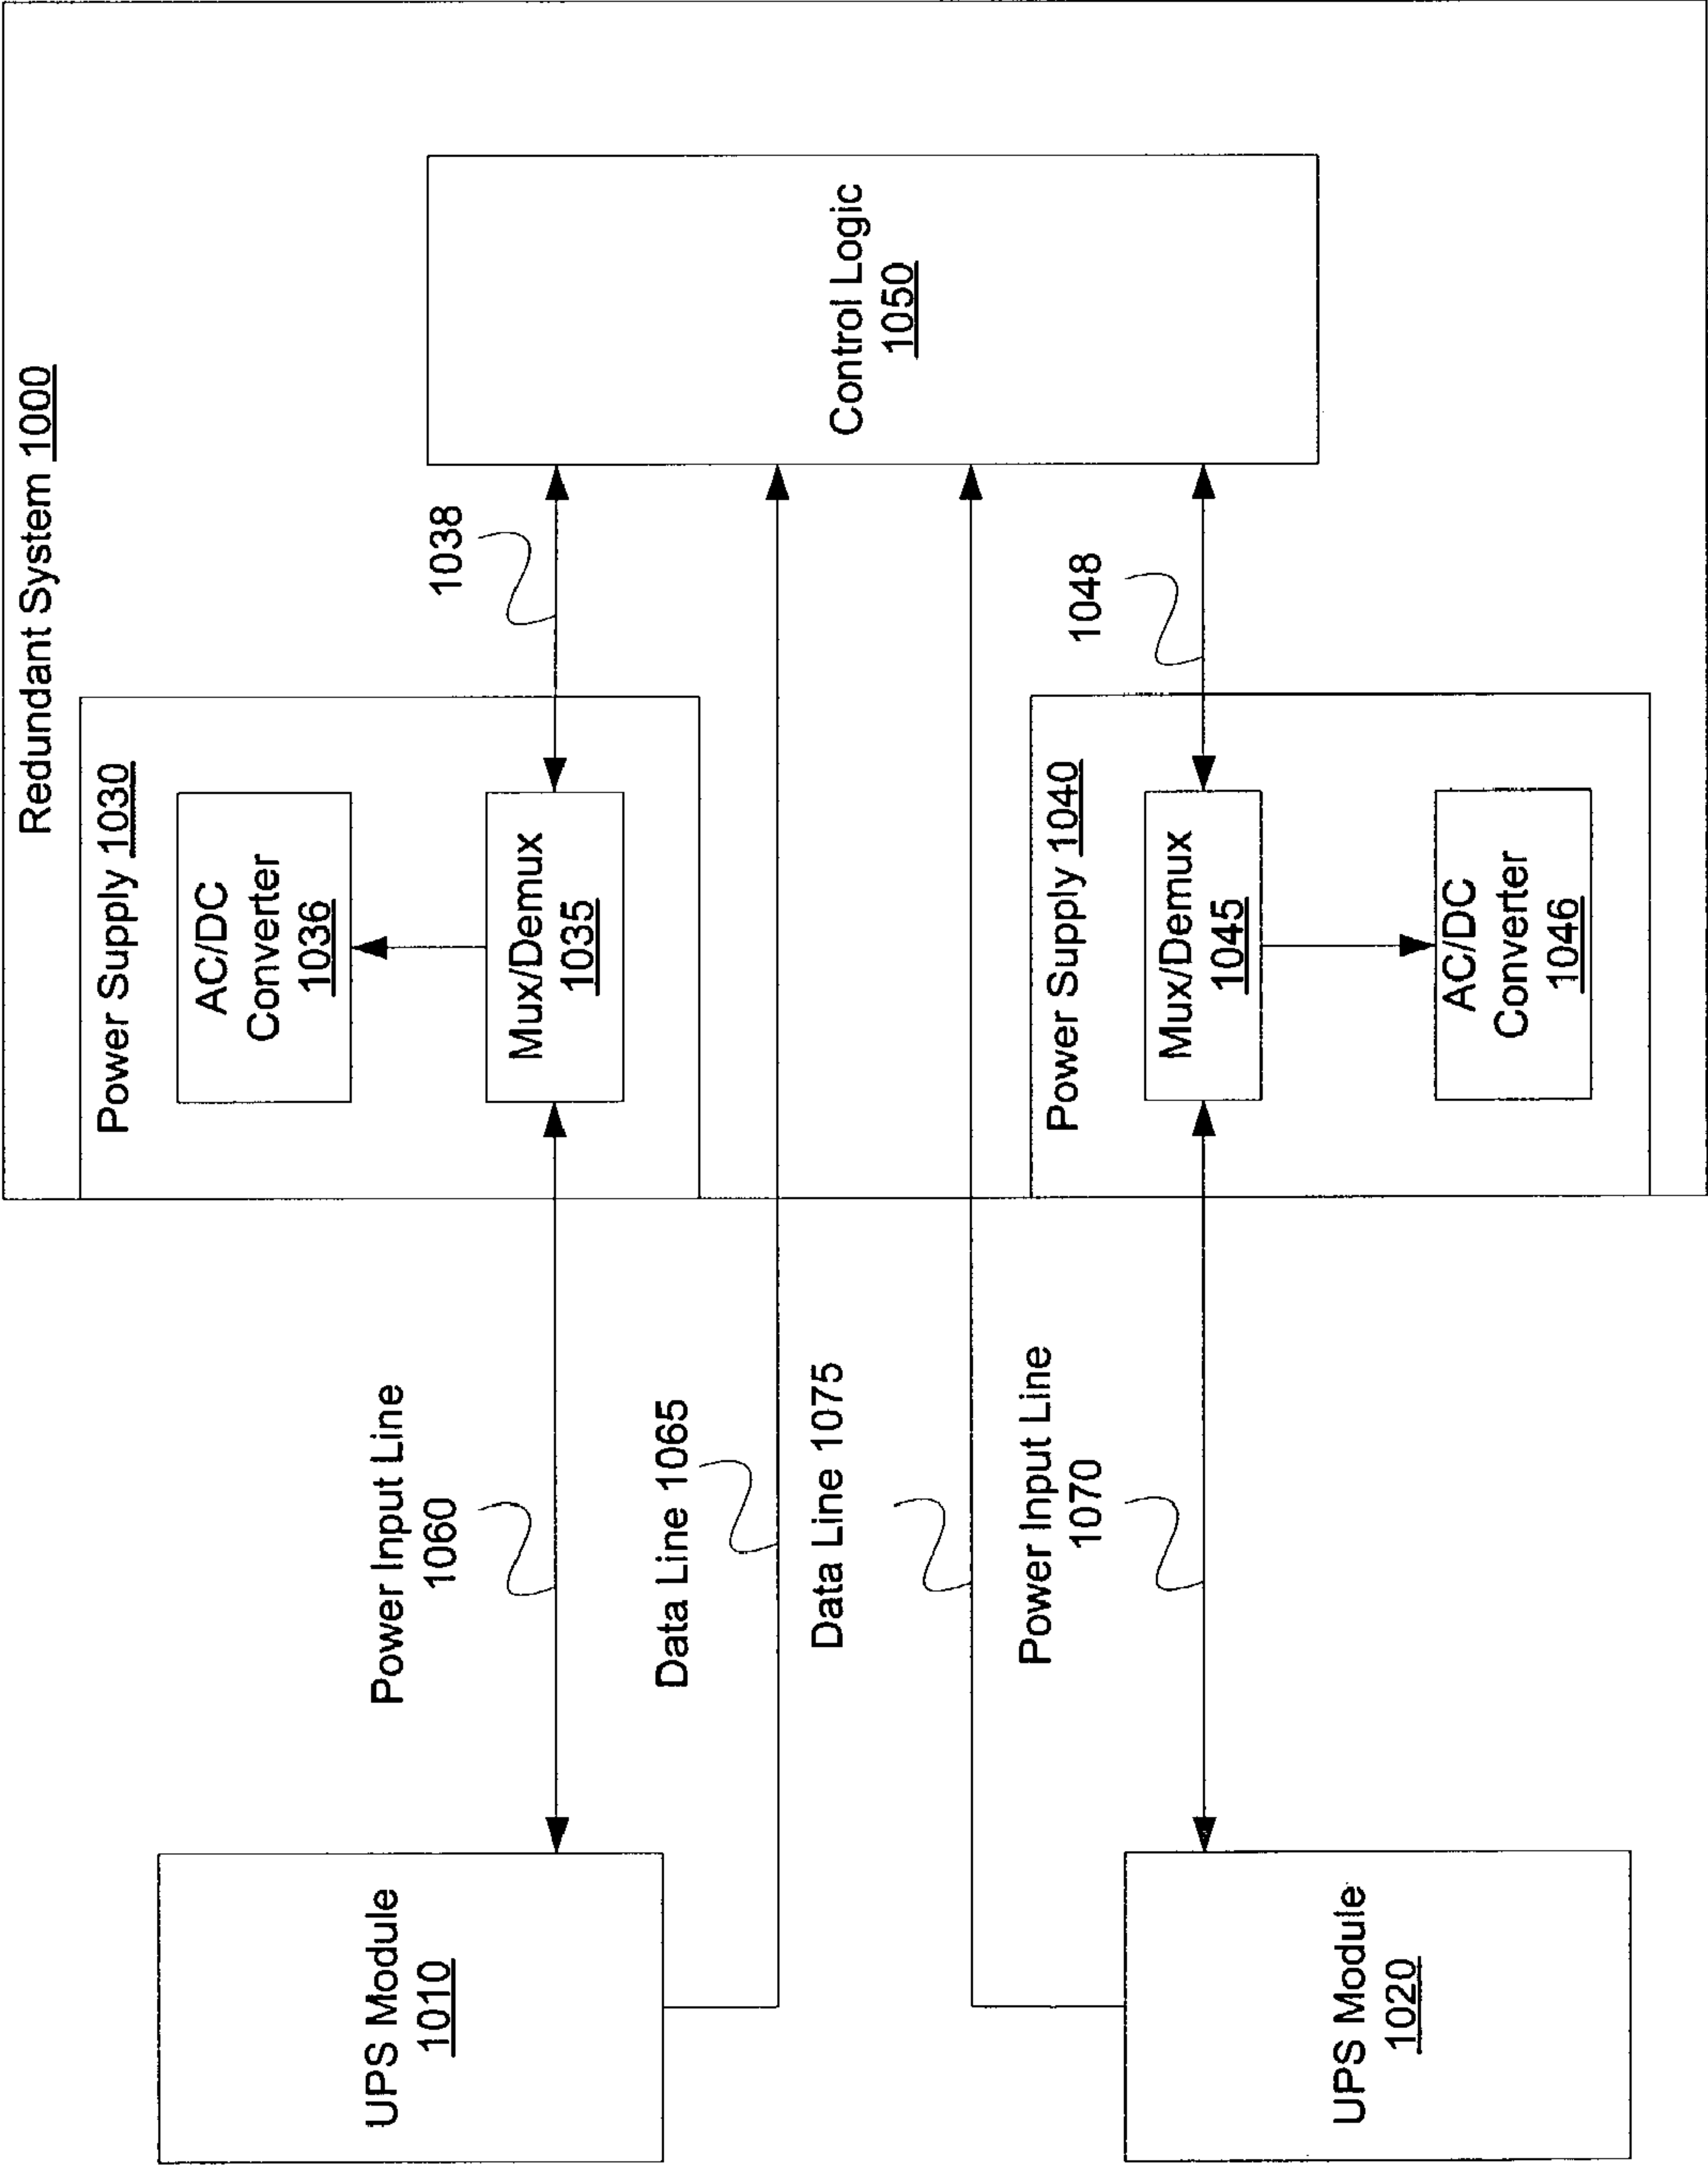 Redundant System 1000
Power Supply 1030
AC/DC
Converter
1036
Mux/Demux
1035
1038
Control Logic
1050
UPS Module
1010
Power Input Line
1060
Data Line 1065
Data Line 1075
Power Input Line
1070
UPS Module
1020
1048
Power Supply 1040
Mux/Demux
1045
AC/DC
Converter
1046